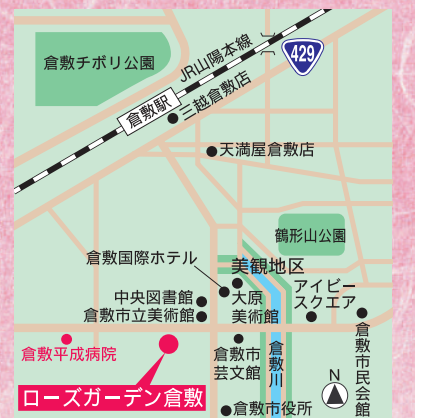 倉敷チボリ公園
JR山陽本線
429
倉敷駅
三越倉敷店
天満屋倉敷店
鶴形山公園
倉敷国際ホテル
美観地区
中央図書館
倉敷市立美術館
大原
美術館
アイビー
スクエア
倉敷平成病院
倉敷市
芸文館
倉敷川
倉敷市民会館
ローズガーデン倉敷
倉敷市役所
N